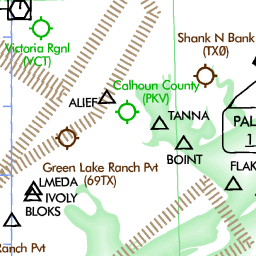 Victoria Rgnl
(VCT)
Shank N Bank
(TX0)
Calhoun County
(PKV)
ALIEF
TANNA
PAL
1
BOINT
Green Lake Ranch Pvt
(69TX)
FLAK
LMEDA
IVOLY
BLOKS
Ranch Pvt